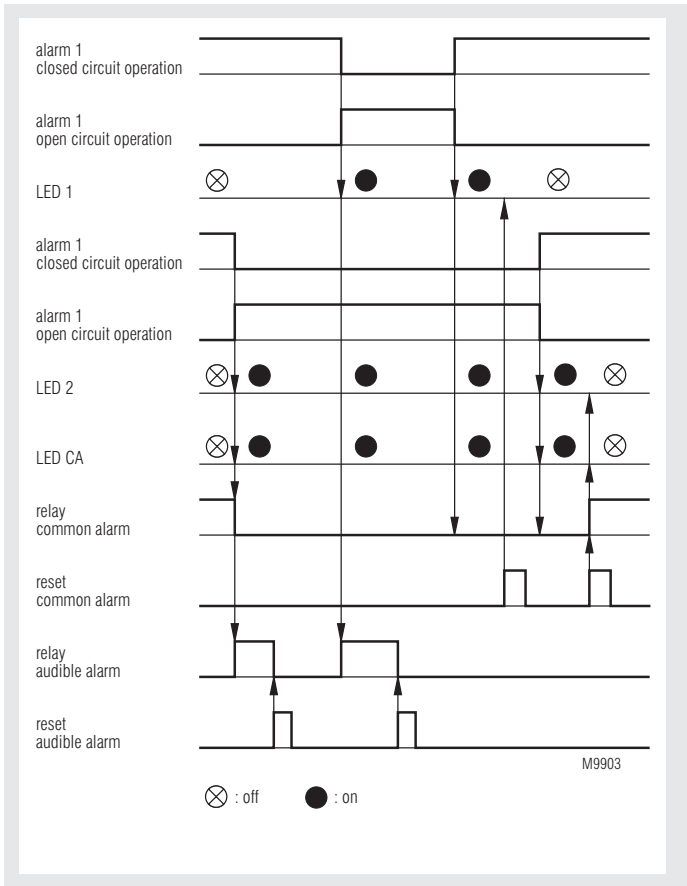 alarm 1
closed circuit operation
alarm 1
open circuit operation
LED 1
alarm 1
closed circuit operation
alarm 1
open circuit operation
LED 2
LED CA
relay
common alarm
reset
common alarm
relay
audible alarm
reset
audible alarm
M9903
: off : on